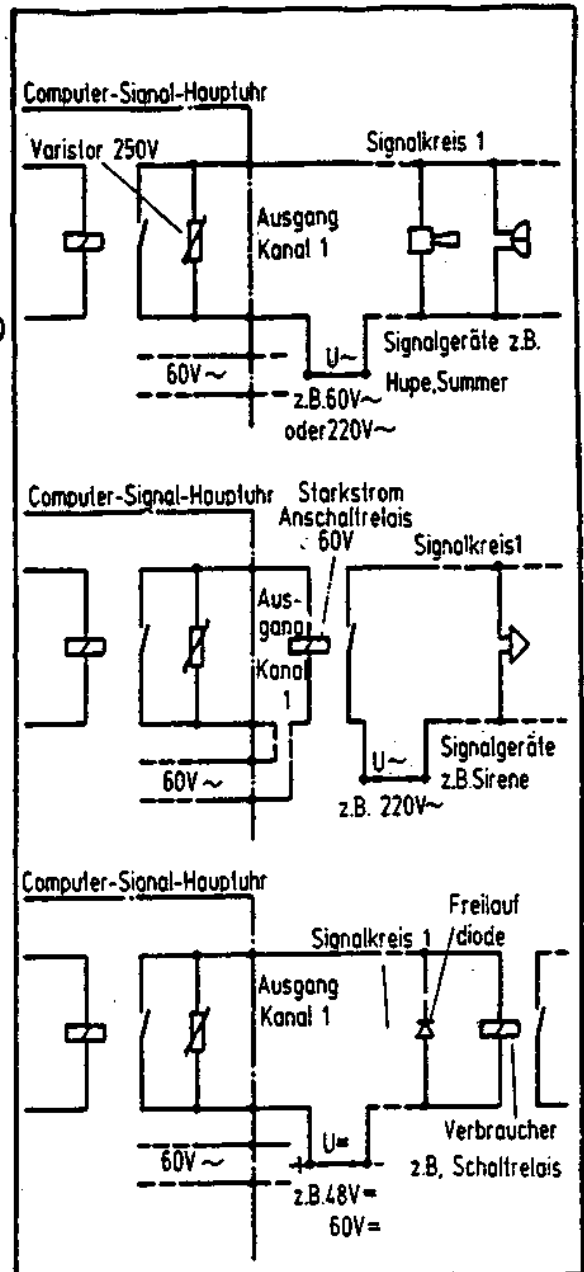 Computer-Signal-Hauptuhr
Varistor 250V
Signalkreis 1
Ausgang
Kanal 1
60V~
U~
z.B.60V~
oder220V~
Signalgeräte z.B.
Hupe,Summer
Computer-Signal-Hauptuhr
Starkstrom
Anschaltrelais
60V
Signalkreis1
Aus-
gang
Kanal
1
60V~
U~
z.B. 220V~
Signalgeräte
z.B.Sirene
Computer-Signal-Hauptuhr
Freilauf
diode
Signalkreis 1
Ausgang
Kanal 1
60V~
U=
z.B.48V=
60V=
Verbraucher
z.B, Schaltrelais